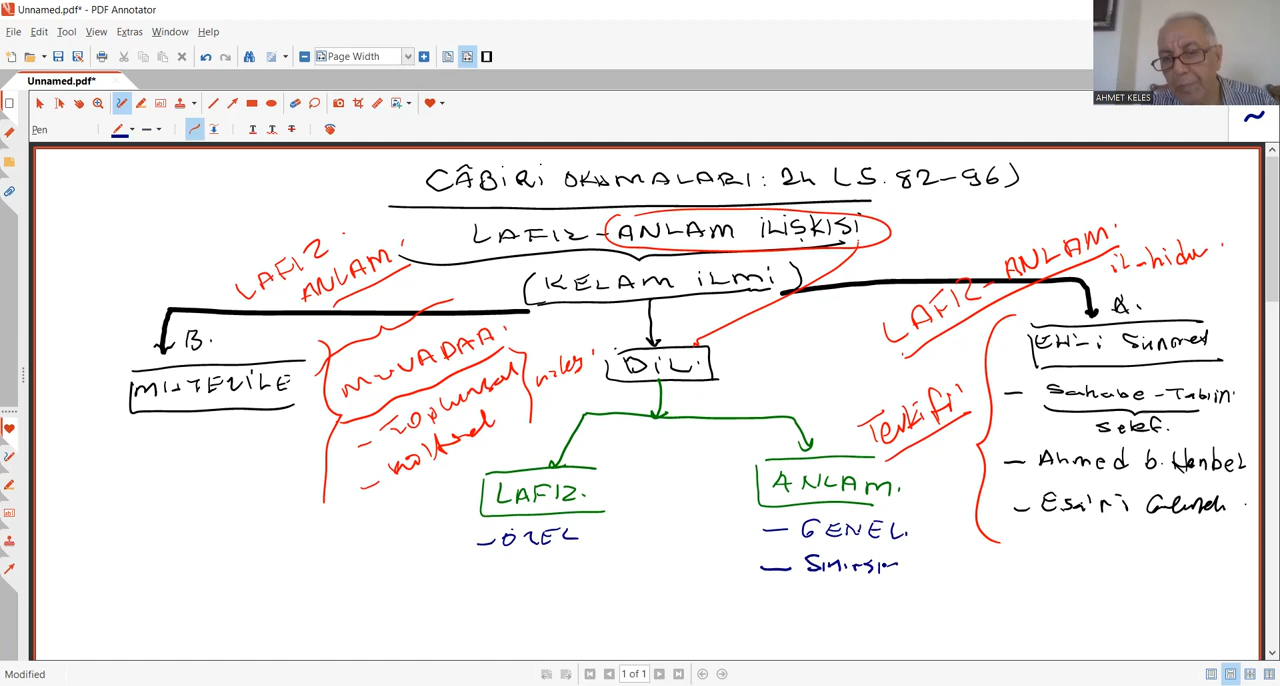 Unnamed.pdf* - PDF Annotator
File Edit Tool View Extras Window Help
Page Width
Unnamed.pdf*
Pen
AHMET KELES
CÂBİRİ OKUMALARI: 24 (S. 82-96)
LAFIZ-ANLAM İLİŞKİSİ
(KELAM İLMİ)
LAFIZ
ANLAM
LAFIZ-ANLAM
B.
MUTEZİLE
MUVADAA
- Toplumsal
- kültürel
DİL
Tevkifi
A.
EHL-i Sünnet
- Sahabe-Tabiin
Selef.
- Ahmed b. Hanbel
- Eş'ari
LAFIZ.
- ÖZEL
ANLAM.
- GENEL.
Modified
1 of 1